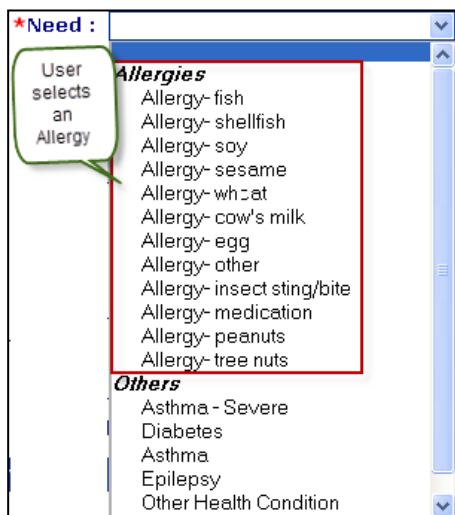 *Need :
User
selects
an
Allergy
Allergies
Allergy- fish
Allergy- shellfish
Allergy- soy
Allergy- sesame
Allergy- wheat
Allergy- cow's milk
Allergy- egg
Allergy- other
Allergy- insect sting/bite
Allergy- medication
Allergy- peanuts
Allergy- tree nuts
Others
Asthma - Severe
Diabetes
Asthma
Epilepsy
Other Health Condition